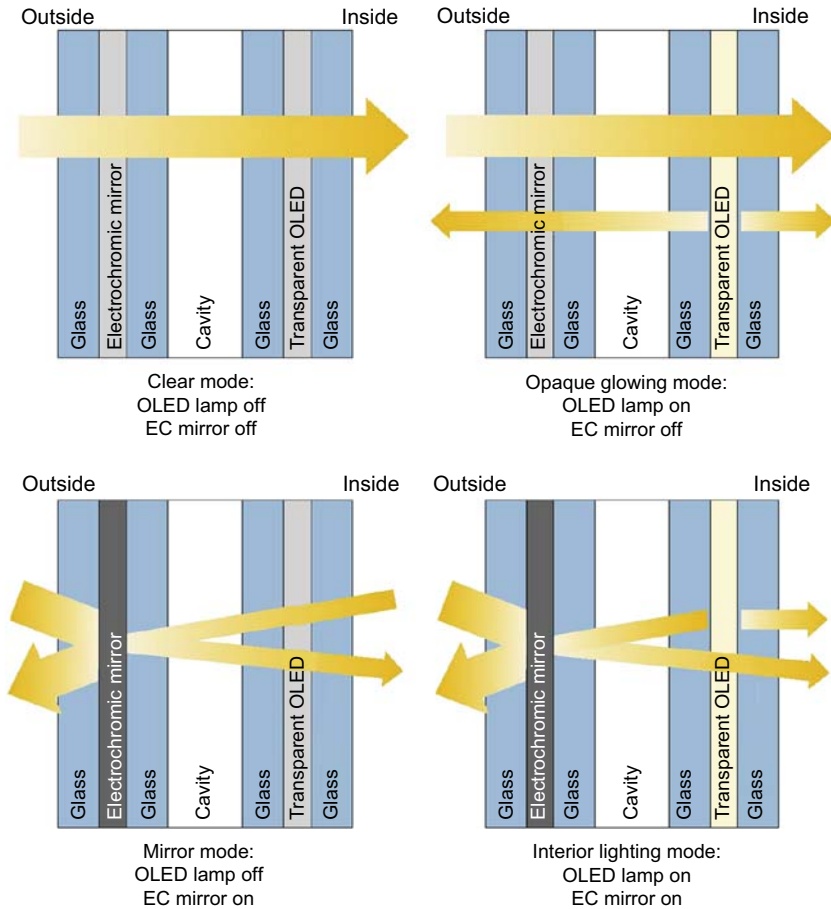 Outside
Inside
Glass
Electrochromic mirror
Glass
Cavity
Glass
Transparent OLED
Glass
Clear mode:
OLED lamp off
EC mirror off
Outside
Inside
Glass
Electrochromic mirror
Glass
Cavity
Glass
Transparent OLED
Glass
Opaque glowing mode:
OLED lamp on
EC mirror off
Outside
Inside
Glass
Electrochromic mirror
Glass
Cavity
Glass
Transparent OLED
Glass
Mirror mode:
OLED lamp off
EC mirror on
Outside
Inside
Glass
Electrochromic mirror
Glass
Cavity
Glass
Transparent OLED
Glass
Interior lighting mode:
OLED lamp on
EC mirror on